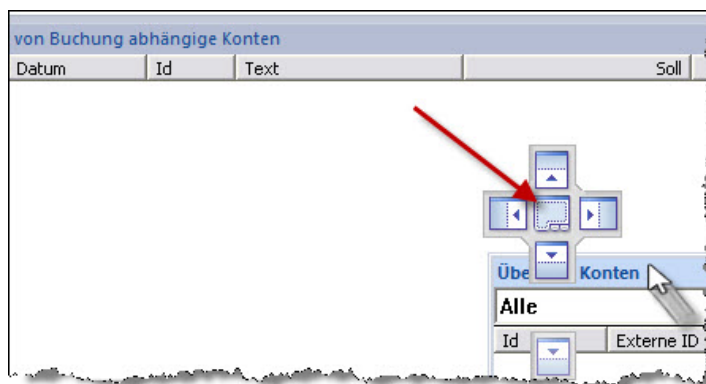 von Buchung abhängige Konten
Datum Id Text Soll
Konten
Alle
Id Externe ID